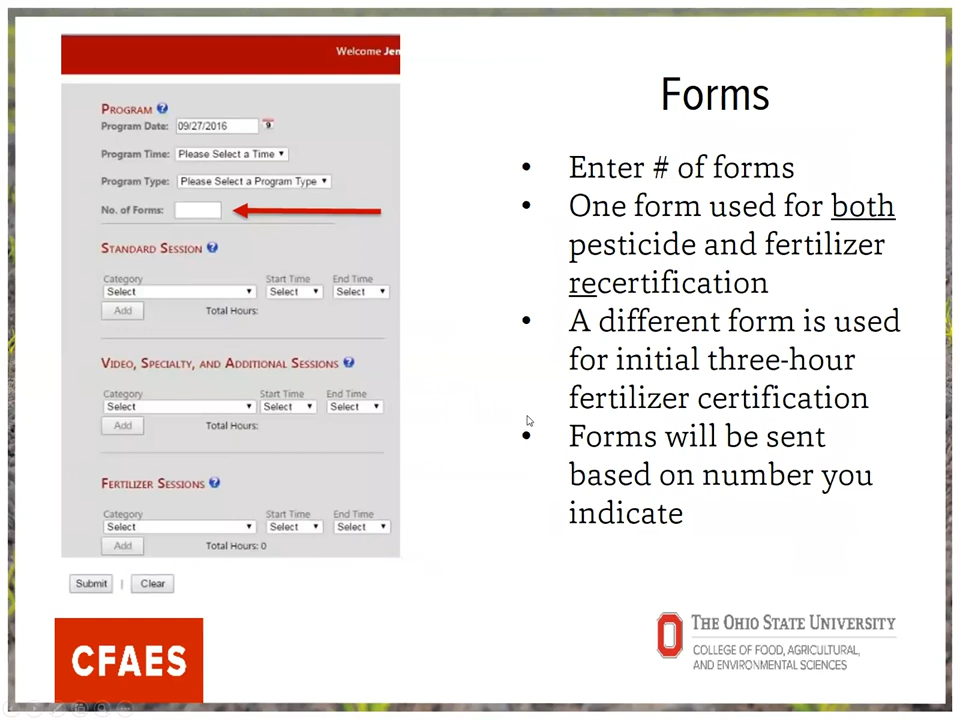 Welcome Jen
PROGRAM
Program Date: 09/27/2016 9
Program Time: Please Select a Time
Program Type: Please Select a Program Type
No. of Forms:
STANDARD SESSION
Category Start Time End Time
Select Select Select
Add Total Hours:
VIDEO, SPECIALTY, AND ADDITIONAL SESSIONS
Category Start Time End Time
Select Select Select
Add Total Hours:
FERTILIZER SESSIONS
Category Start Time End Time
Select Select Select
Add Total Hours: 0
Submit | Clear
CFAES
Forms
• Enter # of forms
• One form used for both
pesticide and fertilizer
recertification
• A different form is used
for initial three-hour
fertilizer certification
• Forms will be sent
based on number you
indicate
THE OHIO STATE UNIVERSITY
COLLEGE OF FOOD, AGRICULTURAL,
AND ENVIRONMENTAL SCIENCES